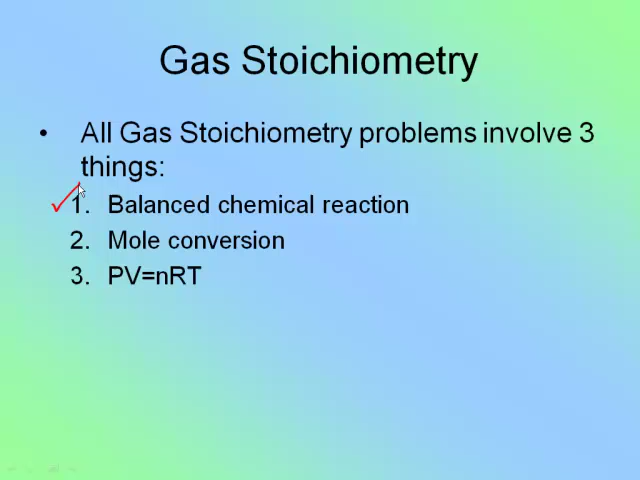 Gas Stoichiometry
• All Gas Stoichiometry problems involve 3
things:
1. Balanced chemical reaction
2. Mole conversion
3. PV=nRT